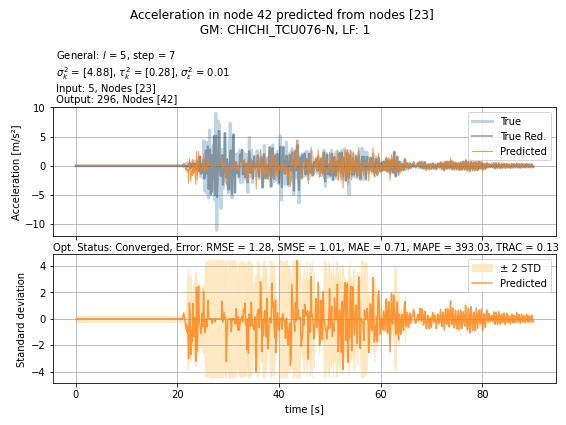 Acceleration in node 42 predicted from nodes [23]
GM: CHICHI_TCU076-N, LF: 1
General: l = 5, step = 7
σ_k² = [4.88], τ_k² = [0.28], σ_ε² = 0.01
Input: 5, Nodes [23]
Output: 296, Nodes [42]
Acceleration [m/s²]
10
5
0
−5
−10
True
True Red.
Predicted
Opt. Status: Converged, Error: RMSE = 1.28, SMSE = 1.01, MAE = 0.71, MAPE = 393.03, TRAC = 0.13
Standard deviation
4
2
0
−2
−4
± 2 STD
Predicted
0 20 40 60 80
time [s]